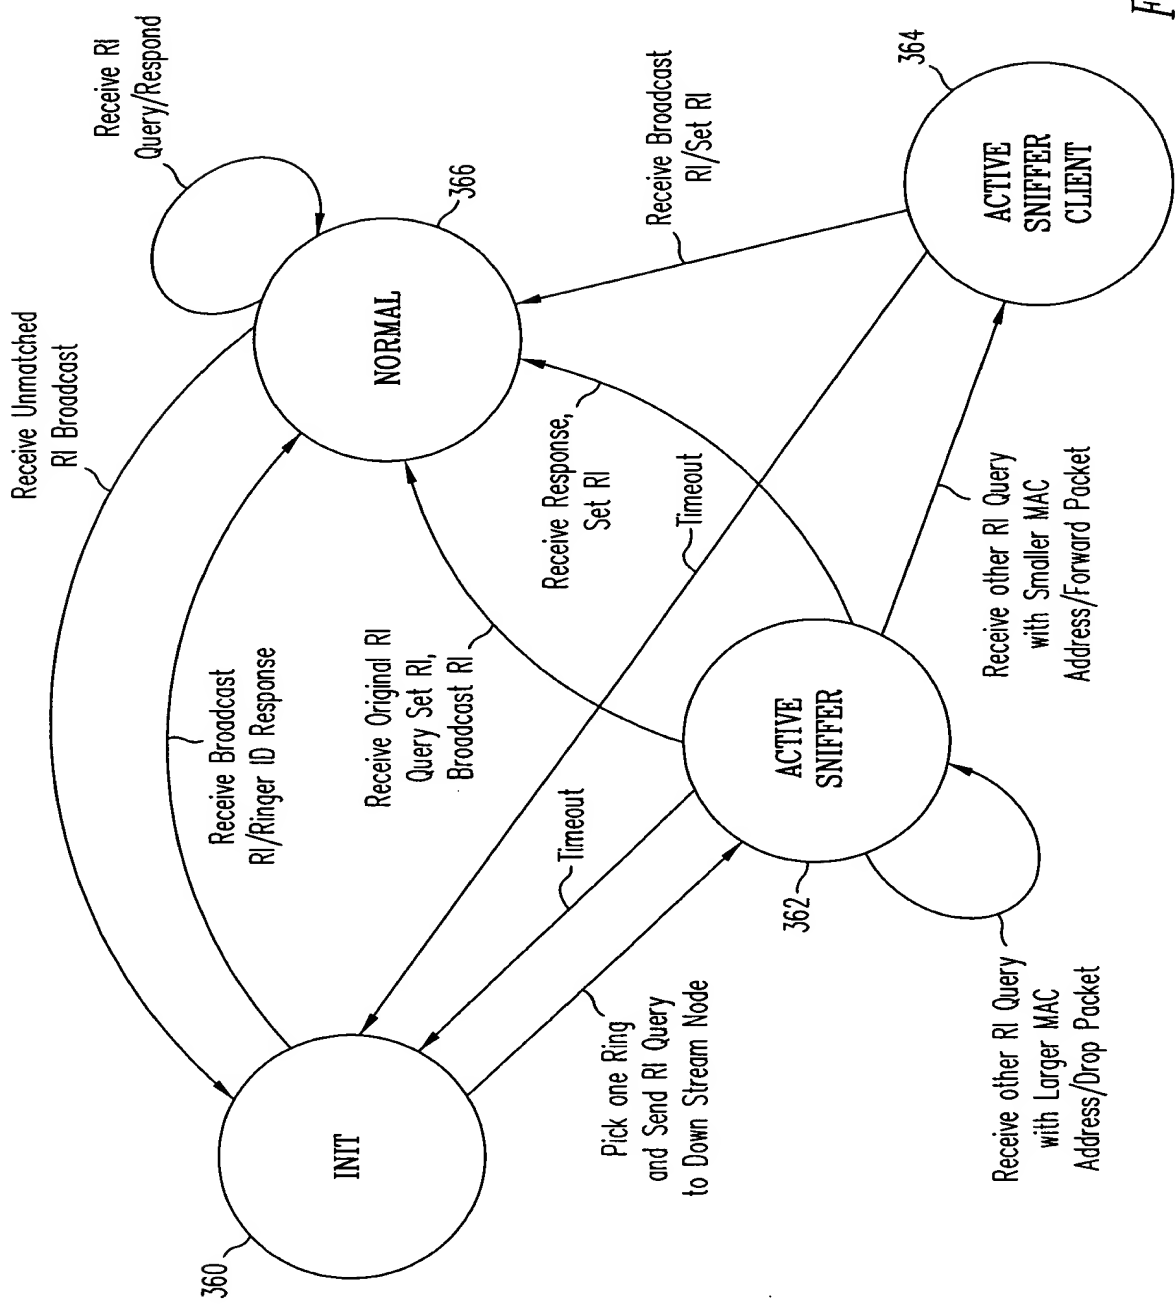 Receive Unmatched
RI Broadcast
Receive RI
Query/Respond
Receive Broadcast
RI/Ringer ID Response
NORMAL
366
Receive Original RI
Query Set RI,
Broadcast RI
Receive Response,
Set RI
Receive Broadcast
RI/Set RI
360
INIT
Timeout
Timeout
364
Pick one Ring
and Send RI Query
to Down Stream Node
362
ACTIVE
SNIFFER
ACTIVE
SNIFFER
CLIENT
Receive other RI Query
with Larger MAC
Address/Drop Packet
Receive other RI Query
with Smaller MAC
Address/Forward Packet
F